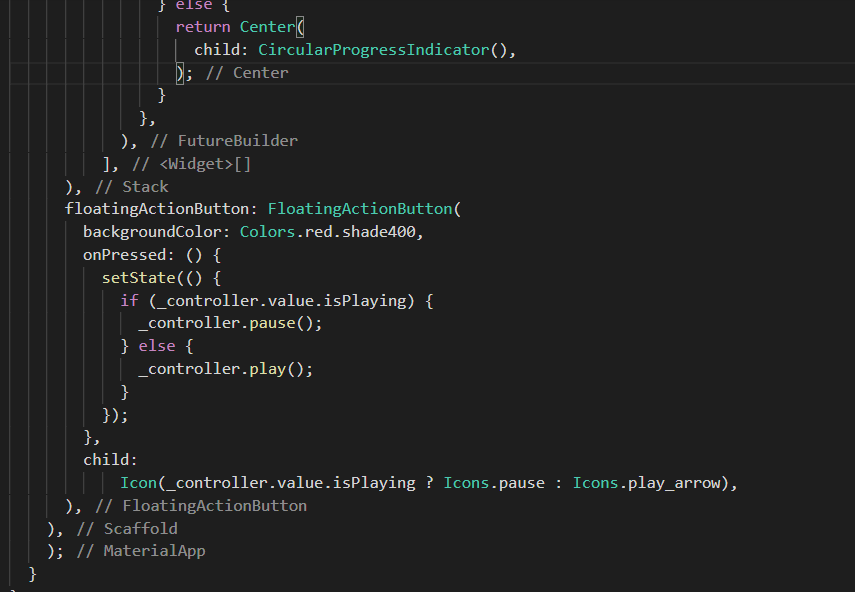 } else {
return Center(
child: CircularProgressIndicator(),
); // Center
}
},
), // FutureBuilder
], // <Widget>[]
), // Stack
floatingActionButton: FloatingActionButton(
backgroundColor: Colors.red.shade400,
onPressed: () {
setState(() {
if (_controller.value.isPlaying) {
_controller.pause();
} else {
_controller.play();
}
});
},
child:
Icon(_controller.value.isPlaying ? Icons.pause : Icons.play_arrow),
), // FloatingActionButton
), // Scaffold
); // MaterialApp
}